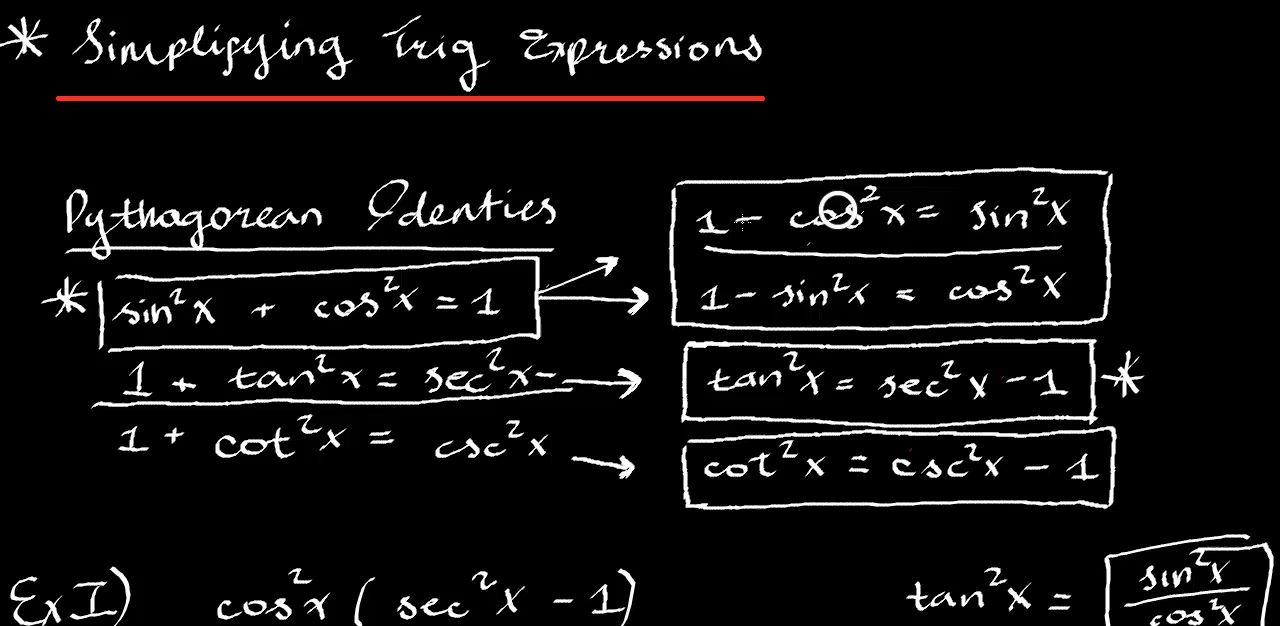 * Simplifying Trig Expressions
Pythagorean Identies
* sin²x + cos²x = 1
1 + tan²x = sec²x
1 + cot²x = csc²x
1 - cos²x = sin²x
1 - sin²x = cos²x
tan²x = sec²x - 1 *
cot²x = csc²x - 1
Ex I) cos²x (sec²x - 1)
tan²x = sin²x / cos²x